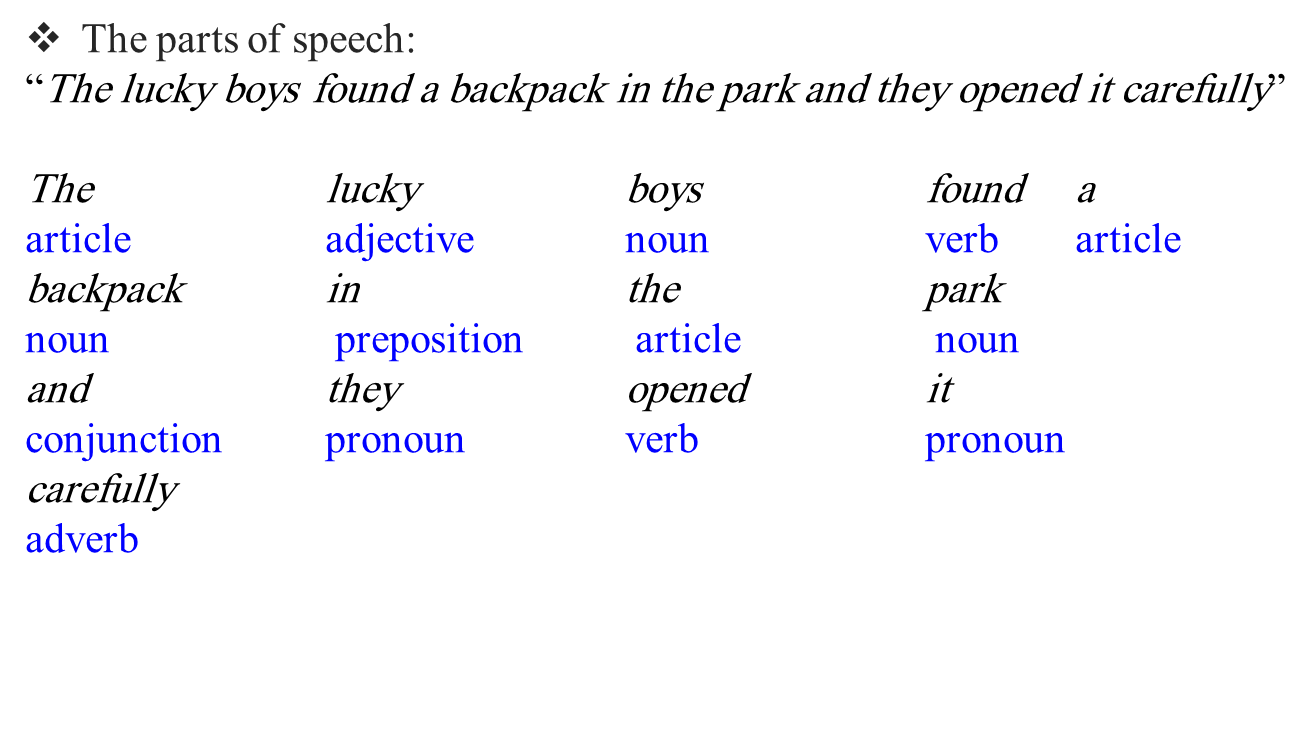 ❖ The parts of speech:
“The lucky boys found a backpack in the park and they opened it carefully”
The lucky boys found a
article adjective noun verb article
backpack in the park
noun preposition article noun
and they opened it
conjunction pronoun verb pronoun
carefully
adverb